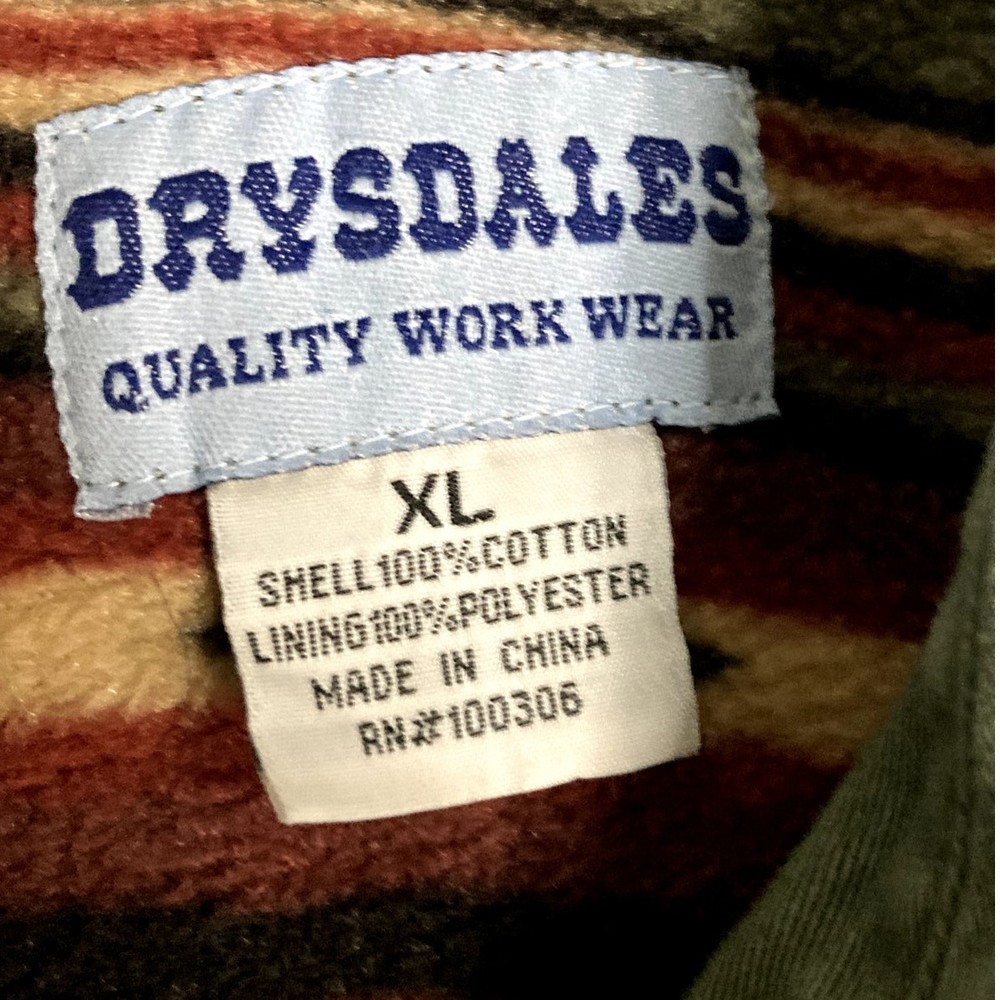 DRYSDALES
QUALITY WORK WEAR
XL
SHELL100%COTTON
LINING100%POLYESTER
MADE IN CHINA
RN#100306